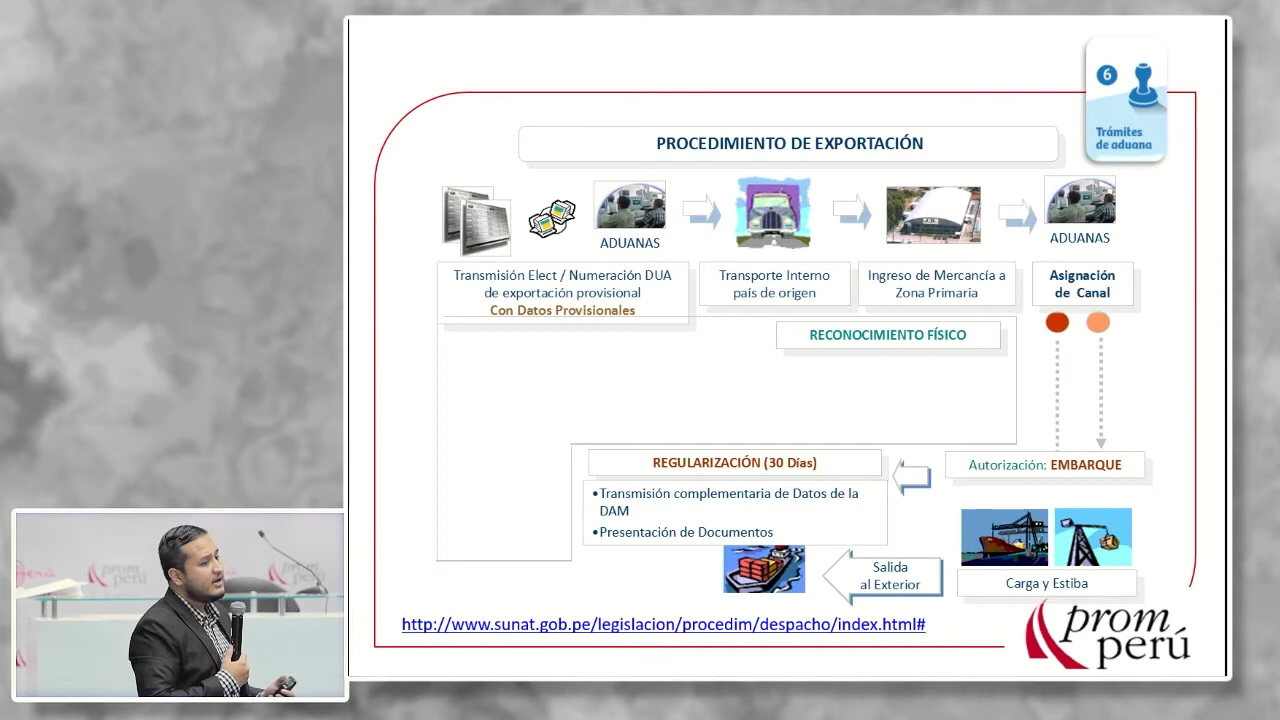 6
Trámites
de aduana
PROCEDIMIENTO DE EXPORTACIÓN
ADUANAS
ADUANAS
Transmisión Elect / Numeración DUA
de exportación provisional
Con Datos Provisionales
Transporte Interno
país de origen
Ingreso de Mercancía a
Zona Primaria
Asignación
de Canal
RECONOCIMIENTO FÍSICO
REGULARIZACIÓN (30 Días)
•Transmisión complementaria de Datos de la
DAM
•Presentación de Documentos
Autorización: EMBARQUE
Salida
al Exterior
Carga y Estiba
http://www.sunat.gob.pe/legislacion/procedim/despacho/index.html#
prom
perú
prom
perú